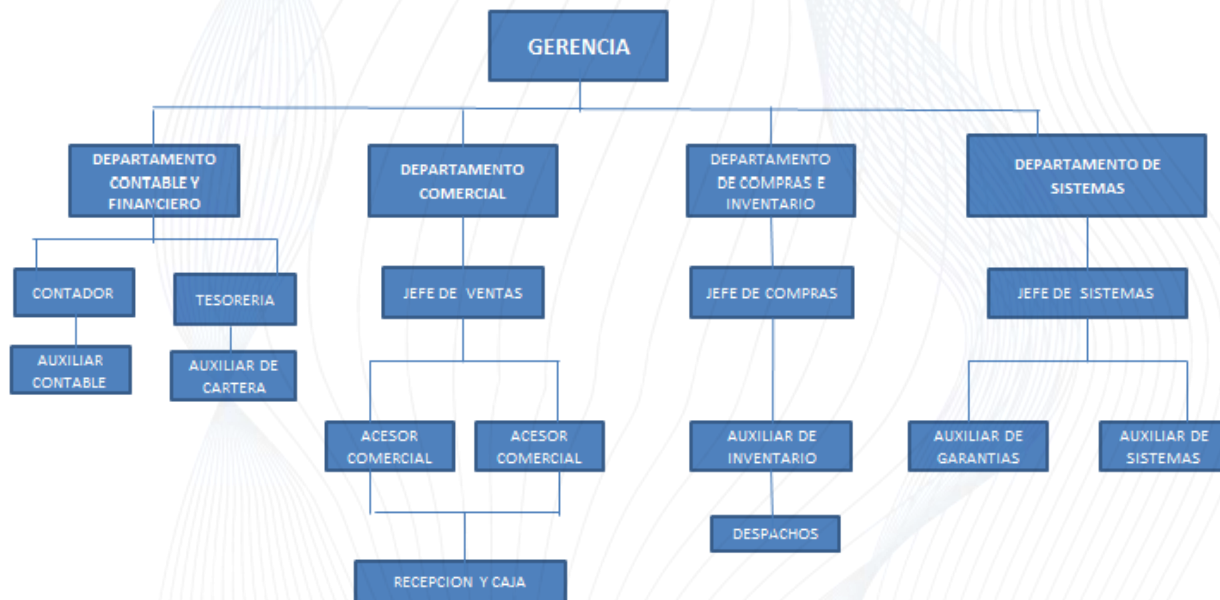 GERENCIA
DEPARTAMENTO
CONTABLE Y
FINANCIERO
DEPARTAMENTO
COMERCIAL
DEPARTAMENTO
DE COMPRAS E
INVENTARIO
DEPARTAMENTO DE
SISTEMAS
CONTADOR
TESORERIA
JEFE DE VENTAS
JEFE DE COMPRAS
JEFE DE SISTEMAS
AUXILIAR
CONTABLE
AUXILIAR DE
CARTERA
ACESOR
COMERCIAL
ACESOR
COMERCIAL
AUXILIAR DE
INVENTARIO
AUXILIAR DE
GARANTIAS
AUXILIAR DE
SISTEMAS
DESPACHOS
RECEPCION Y CAJA